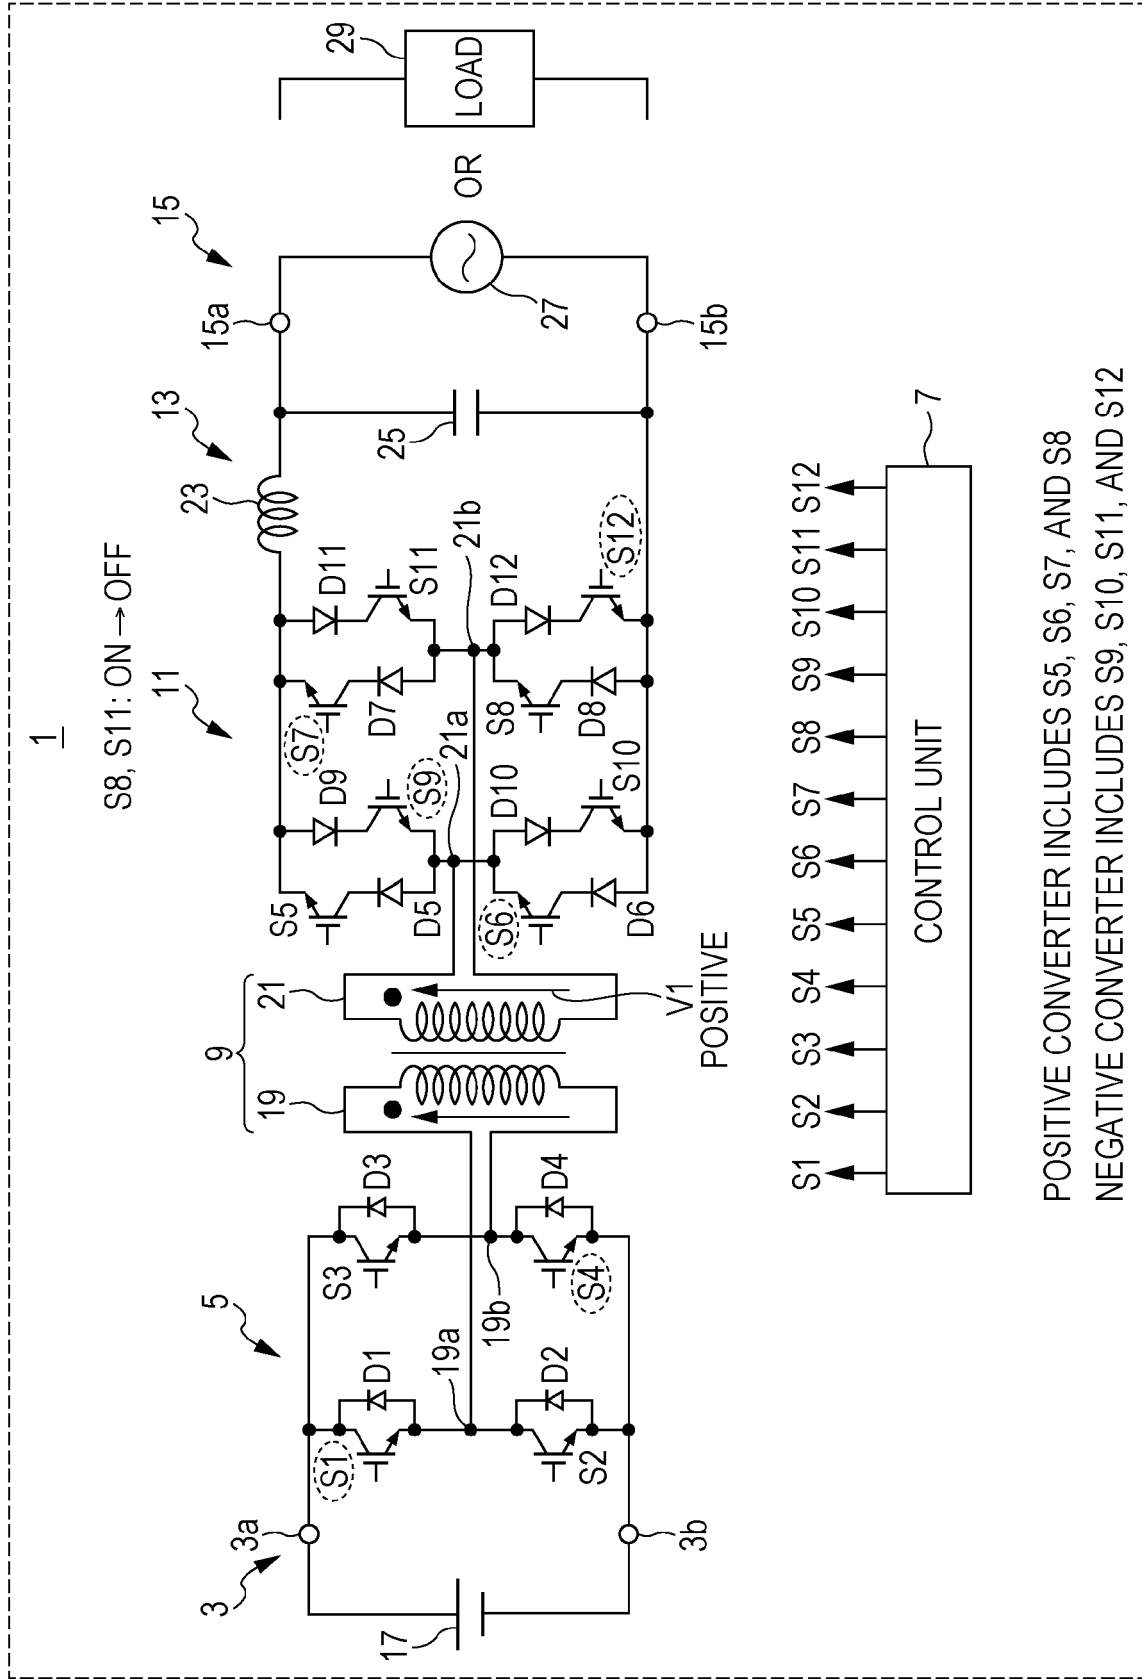 1
S8, S11: ON → OFF
3
3a
3b
17
5
S1
D1
S2
D2
19a
S3
D3
S4
D4
19b
9
19
21
V1
POSITIVE
11
S5
D5
S6
D6
D9
S9
D10
S10
21a
S7
D7
S8
D8
D11
S11
D12
S12
21b
13
23
25
15
15a
15b
27
OR
29
LOAD
S1 S2 S3 S4 S5 S6 S7 S8 S9 S10 S11 S12
CONTROL UNIT
7
POSITIVE CONVERTER INCLUDES S5, S6, S7, AND S8
NEGATIVE CONVERTER INCLUDES S9, S10, S11, AND S12